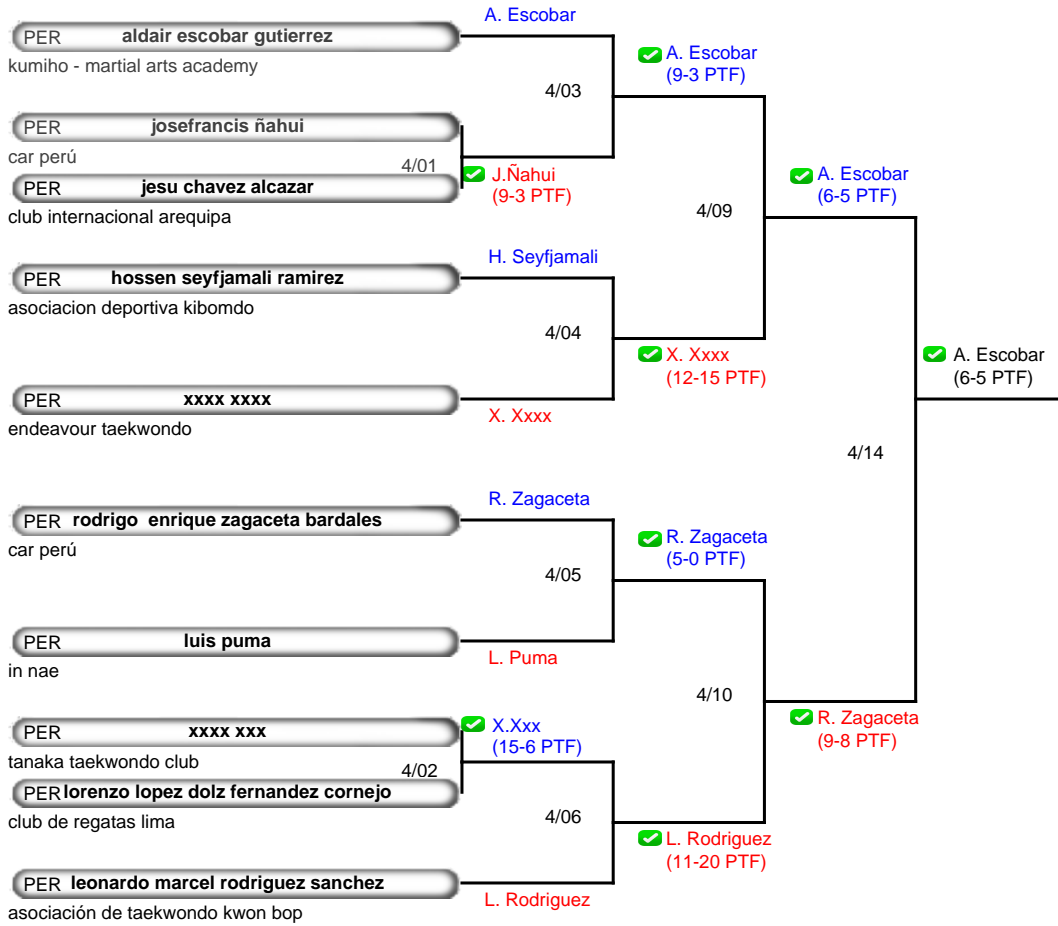 A. Escobar
PER aldair escobar gutierrez
kumiho - martial arts academy
A. Escobar
(9-3 PTF)
4/03
PER josefrancis ñahui
car perú
4/01
J.Ñahui
(9-3 PTF)
PER jesu chavez alcazar
club internacional arequipa
A. Escobar
(6-5 PTF)
4/09
H. Seyfjamali
PER hossen seyfjamali ramirez
asociacion deportiva kibomdo
4/04
X. Xxxx
(12-15 PTF)
A. Escobar
(6-5 PTF)
PER xxxx xxxx
X. Xxxx
endeavour taekwondo
4/14
R. Zagaceta
PER rodrigo enrique zagaceta bardales
car perú
R. Zagaceta
(5-0 PTF)
4/05
PER luis puma
L. Puma
in nae
4/10
PER xxxx xxx
X.Xxx
(15-6 PTF)
R. Zagaceta
(9-8 PTF)
tanaka taekwondo club
4/02
PER lorenzo lopez dolz fernandez cornejo
club de regatas lima
4/06
L. Rodriguez
(11-20 PTF)
PER leonardo marcel rodriguez sanchez
L. Rodriguez
asociación de taekwondo kwon bop